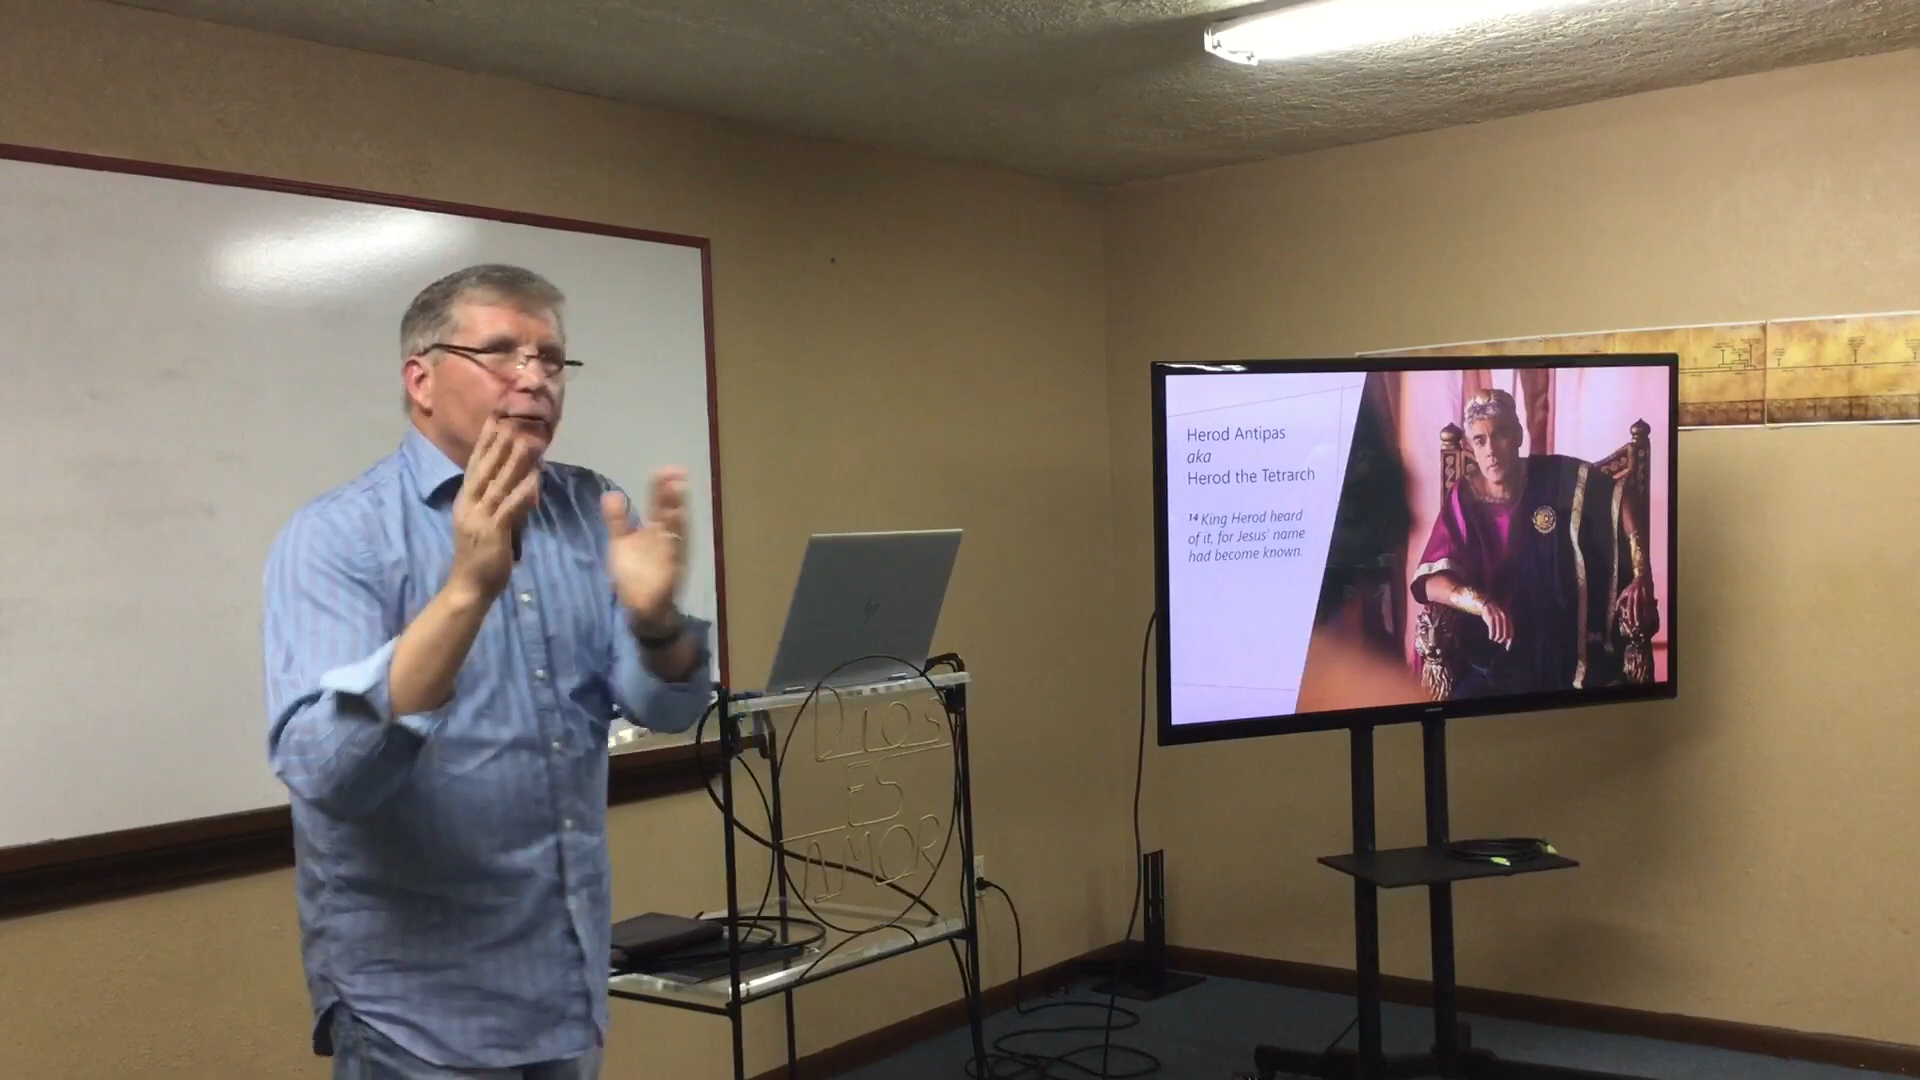 Herod Antipas
aka
Herod the Tetrarch
14 King Herod heard
of it, for Jesus' name
had become known.
hp
DIOS
ES
AMOR